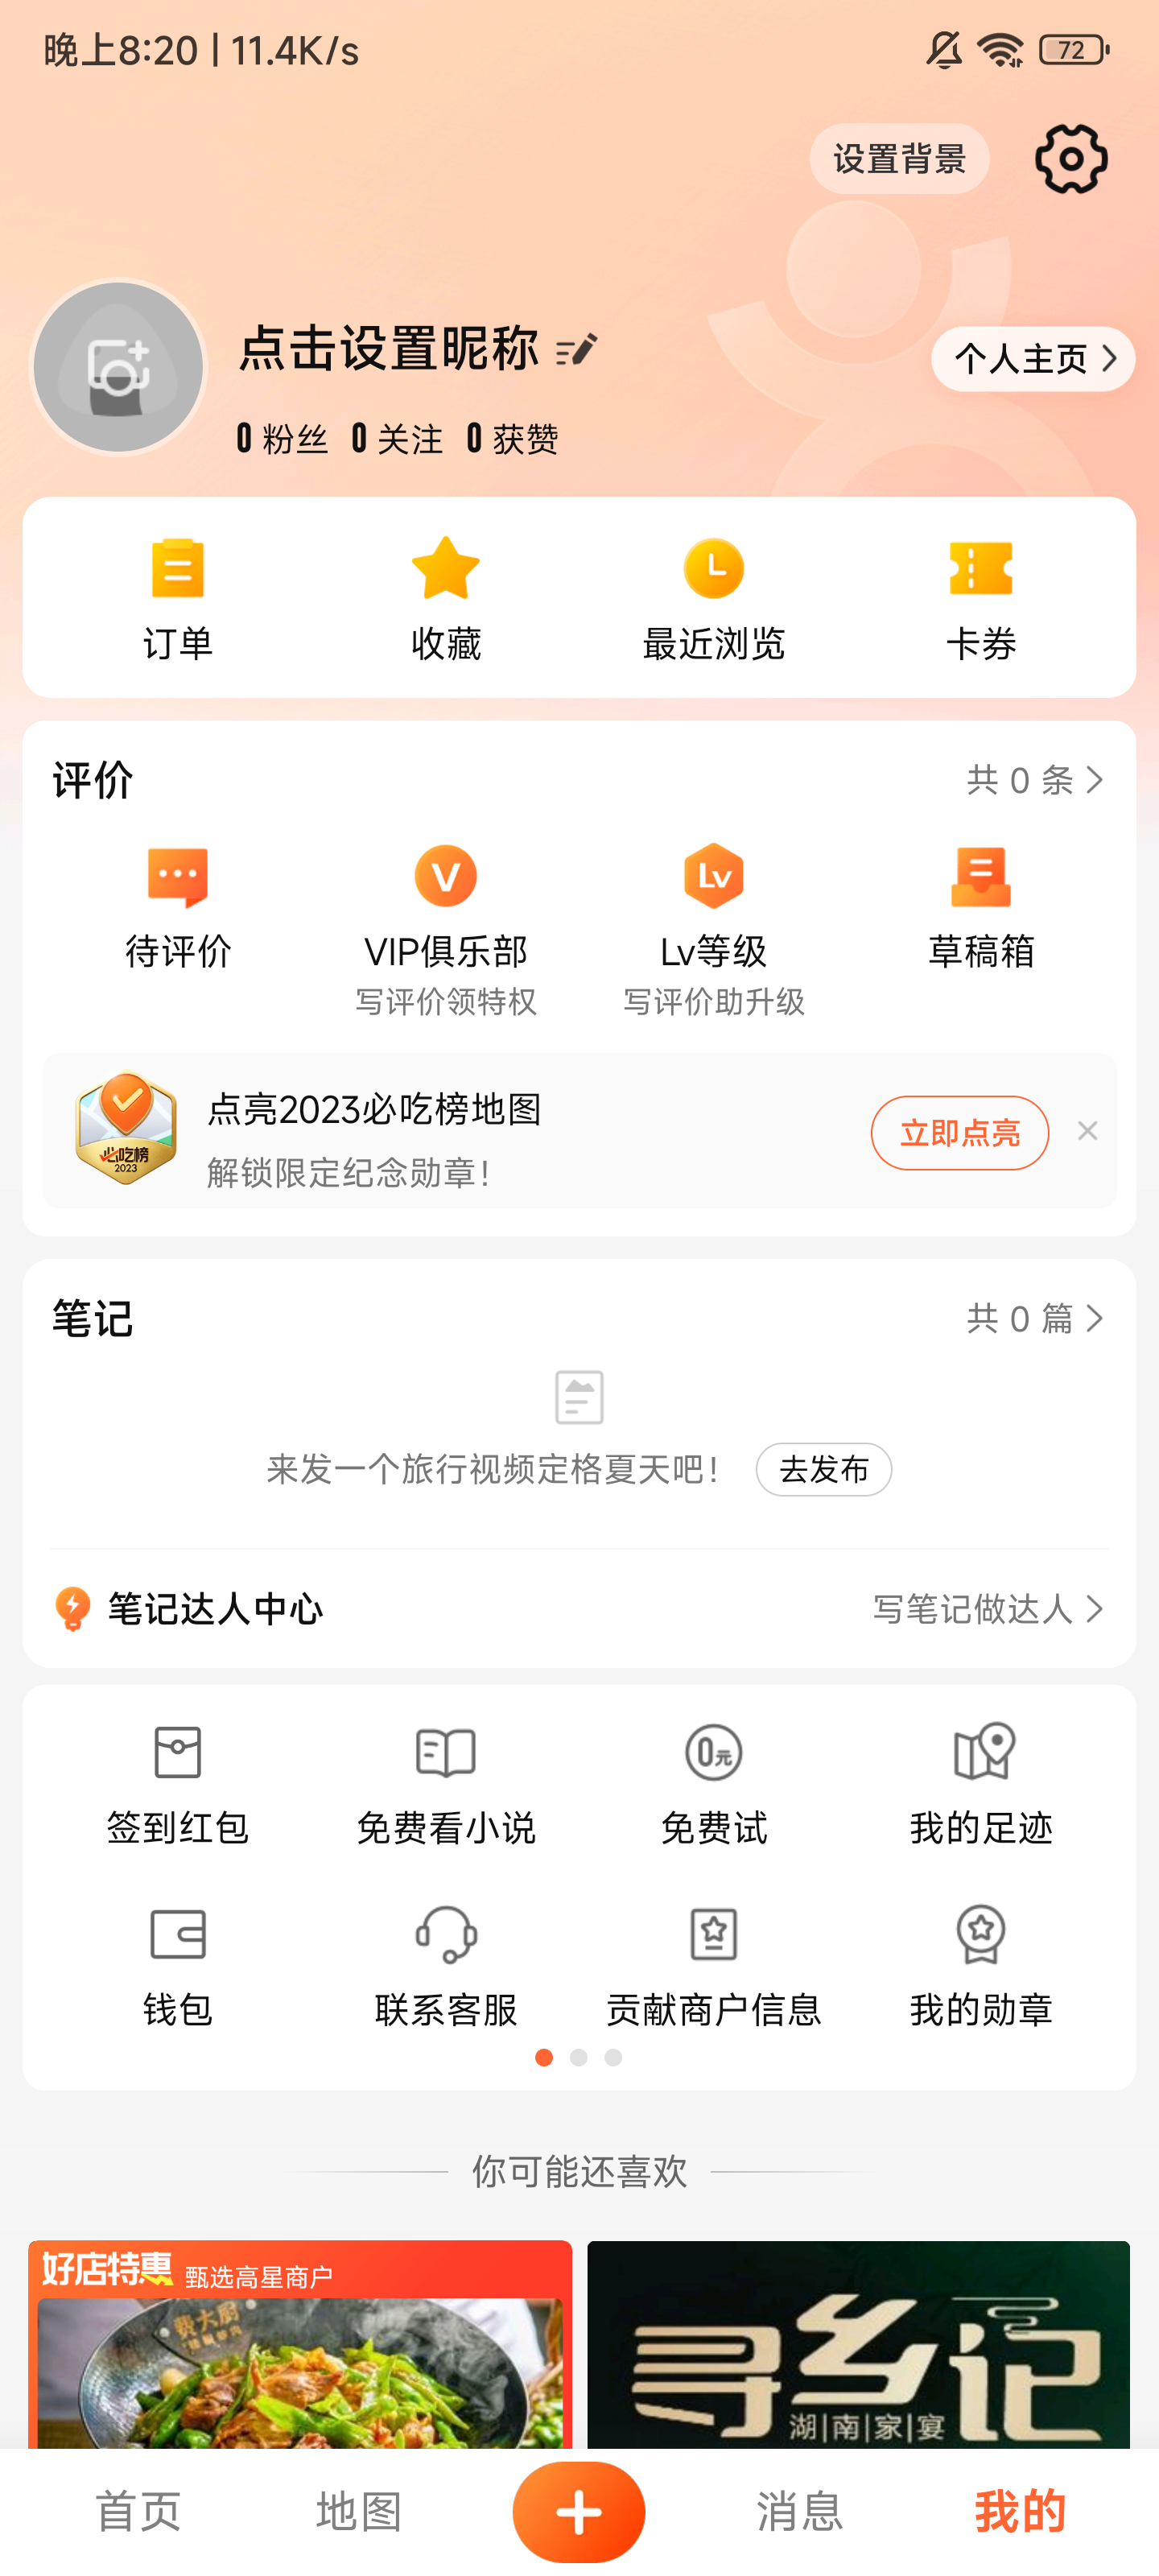 晚上8:20 | 11.4K/s
72
设置背景
点击设置昵称
个人主页
0 粉丝 0 关注 0 获赞
订单 收藏 最近浏览 卡券
评价 共 0 条
V Lv
待评价 VIP俱乐部 Lv等级 草稿箱
写评价领特权 写评价助升级
点亮2023必吃榜地图
必吃榜
2023
立即点亮
解锁限定纪念勋章！
笔记 共 0 篇
来发一个旅行视频定格夏天吧！ 去发布
笔记达人中心 写笔记做达人
0元
签到红包 免费看小说 免费试 我的足迹
钱包 联系客服 贡献商户信息 我的勋章
你可能还喜欢
好店特惠 甄选高星商户
费大厨
寻乡记
湖|南|家|宴
首页 地图 消息 我的